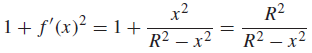 1 + f′(x)² = 1 + x²/(R² – x²) = R²/(R² – x²)